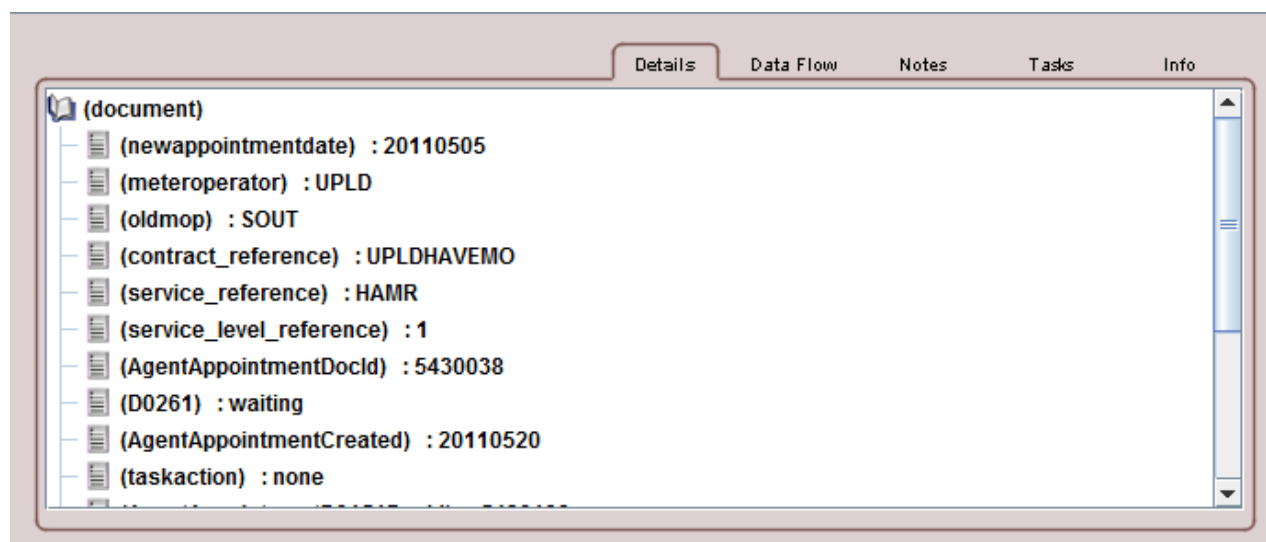 Details Data Flow Notes Tasks Info
(document)
(newappointmentdate) : 20110505
(meteroperator) : UPLD
(oldmop) : SOUT
(contract_reference) : UPLDHAVEMO
(service_reference) : HAMR
(service_level_reference) : 1
(AgentAppointmentDocId) : 5430038
(D0261) : waiting
(AgentAppointmentCreated) : 20110520
(taskaction) : none